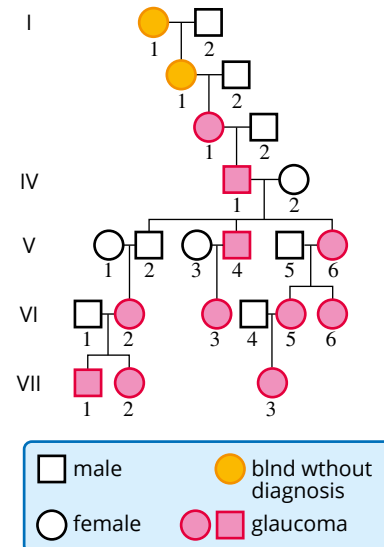 I
1 2
1 2
1 2
IV
1 2
V
1 2 3 4 5 6
VI
1 2 3 4 5 6
VII
1 2 3
male
blnd wthout
diagnosis
female
glaucoma